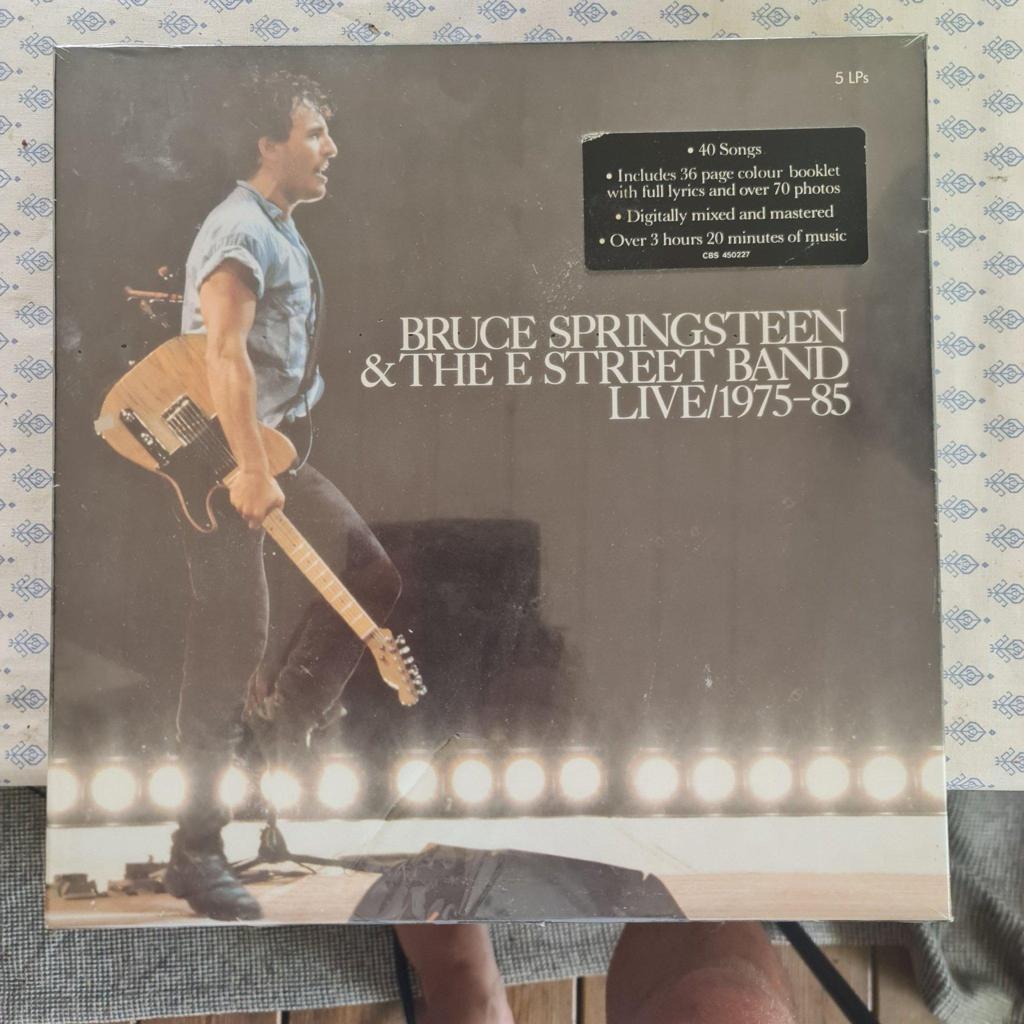 5 LPs
• 40 Songs
• Includes 36 page colour booklet
with full lyrics and over 70 photos
• Digitally mixed and mastered
• Over 3 hours 20 minutes of music
CBS 450227
BRUCE SPRINGSTEEN
& THE E STREET BAND
LIVE/1975–85